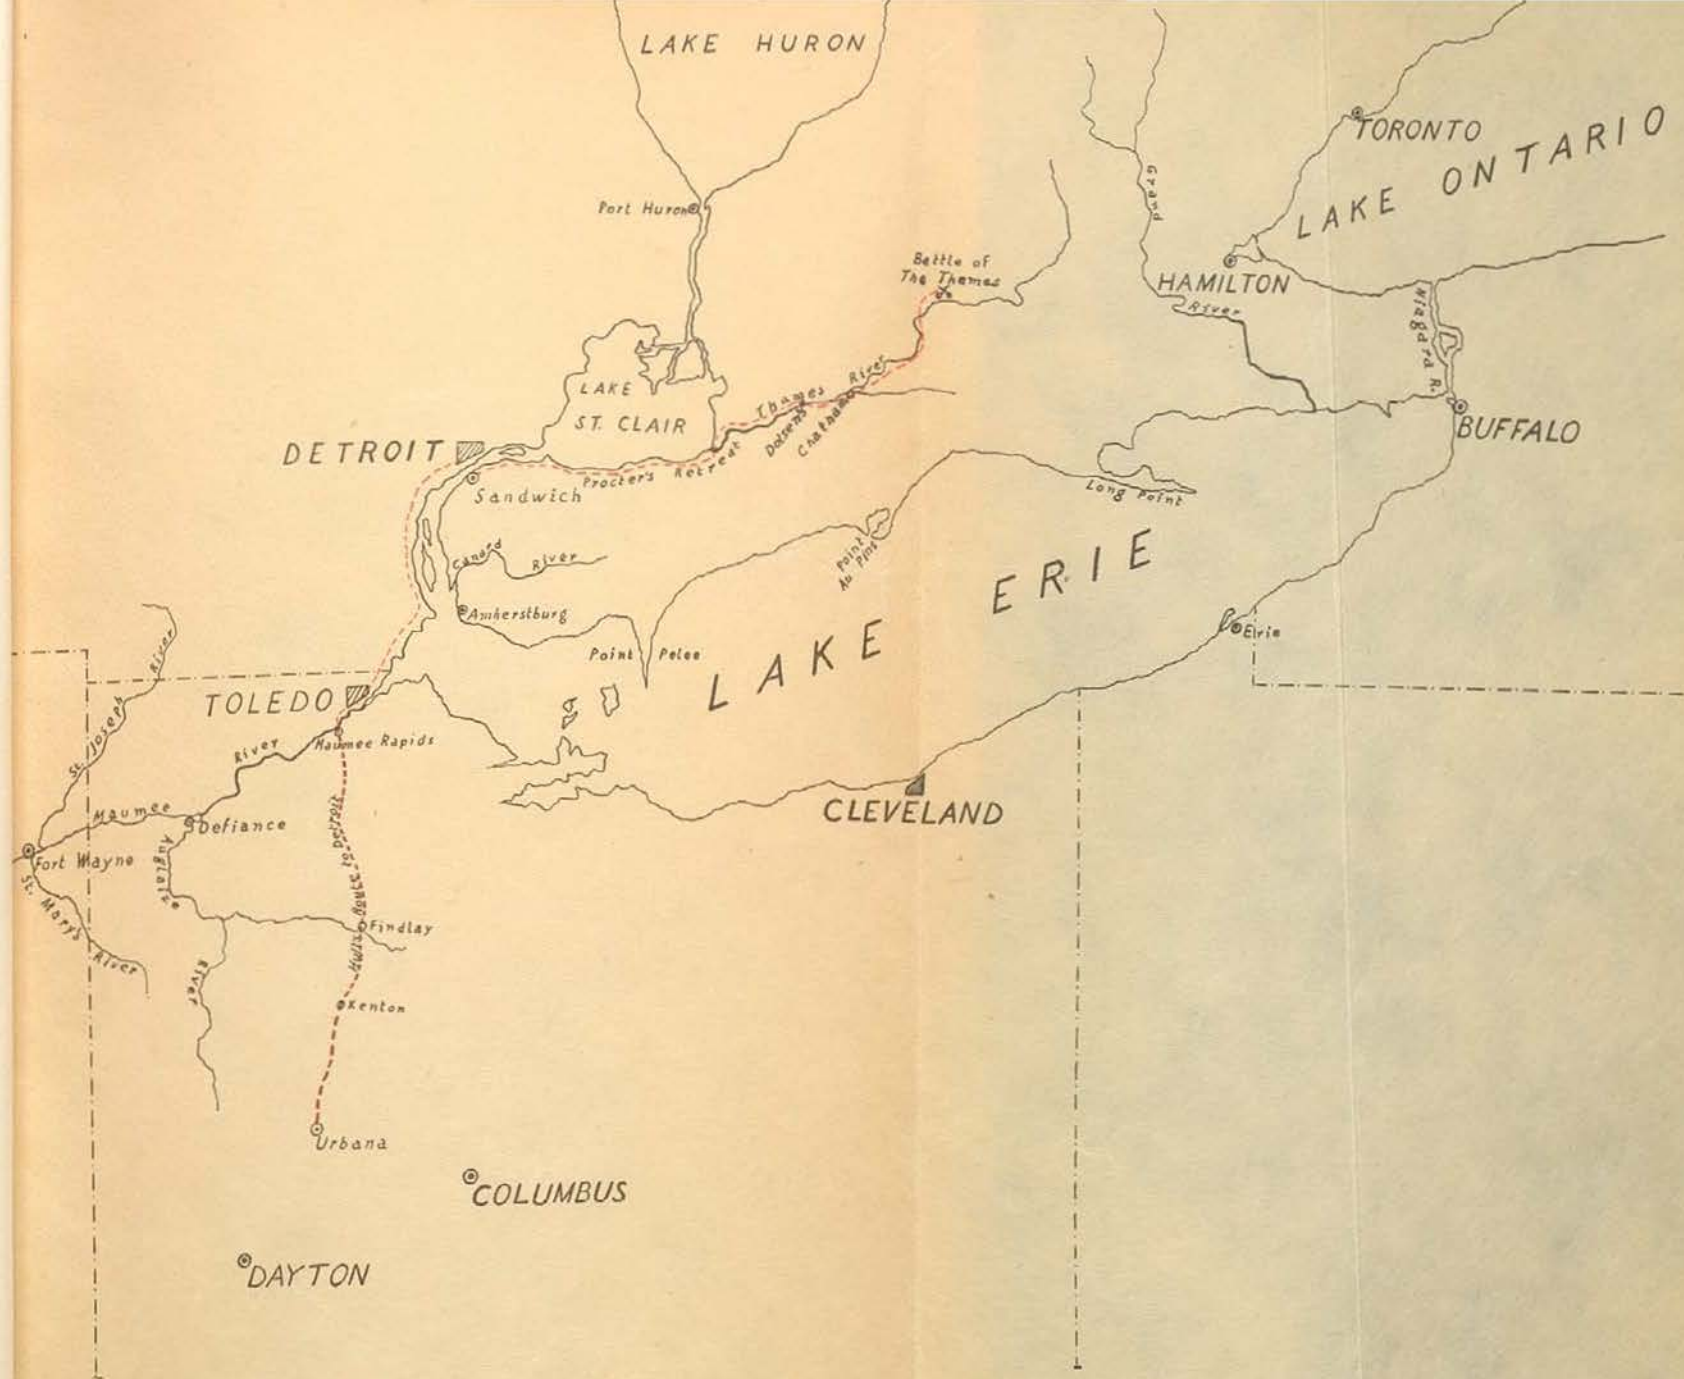 LAKE HURON
TORONTO
LAKE ONTARIO
Grand
Port Huron
Battle of
The Thames
HAMILTON
River
Niagara R.
LAKE
ST. CLAIR
Thames River
Dolsens
Chatham
BUFFALO
DETROIT
Sandwich
Procter's Retreat
Long Point
Canard River
Point
Au Pins
LAKE ERIE
Amherstburg
Erie
Point Pelee
St. Joseph River
TOLEDO
Maumee Rapids
Maumee River
CLEVELAND
Defiance
Hull's Route to Detroit
Fort Wayne
Auglaize
River
St. Mary's River
Findlay
Kenton
Urbana
COLUMBUS
DAYTON